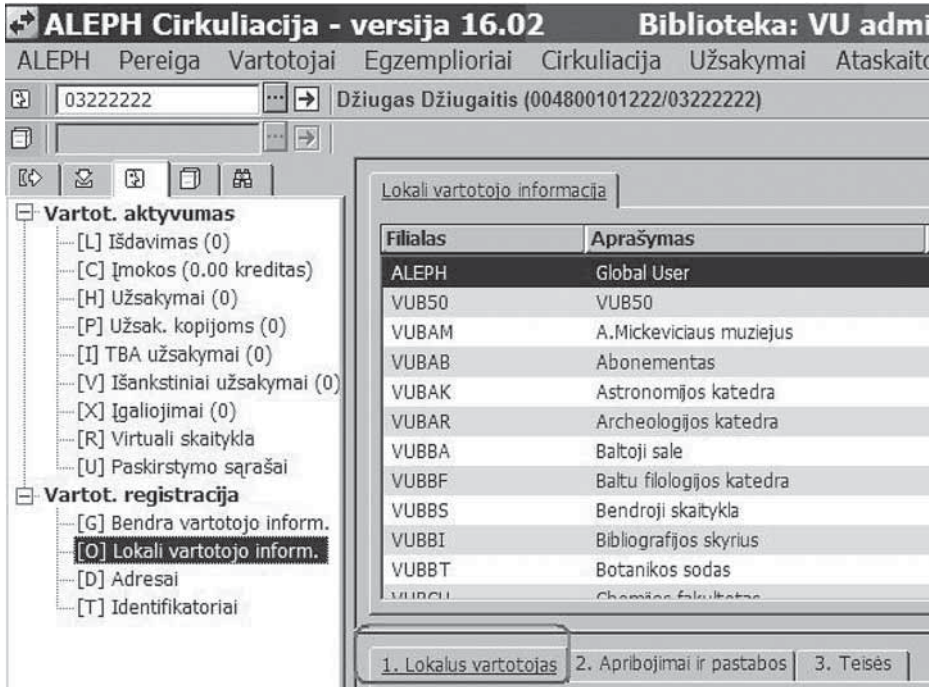 ALEPH Cirkuliacija - versija 16.02 Biblioteka: VU admi
ALEPH Pereiga Vartotojai Egzemplioriai Cirkuliacija Užsakymai Ataskaito
03222222 ... Džiugas Džiugaitis (004800101222/03222222)
...
Vartot. aktyvumas
[L] Išdavimas (0)
[C] Įmokos (0.00 kreditas)
[H] Užsakymai (0)
[P] Užsak. kopijoms (0)
[I] TBA užsakymai (0)
[V] Išankstiniai užsakymai (0)
[X] Įgaliojimai (0)
[R] Virtuali skaitykla
[U] Paskirstymo sąrašai
Vartot. registracija
[G] Bendra vartotojo inform.
[O] Lokali vartotojo inform.
[D] Adresai
[T] Identifikatoriai
Lokali vartotojo informacija
Filialas Aprašymas
ALEPH Global User
VUB50 VUB50
VUBAM A.Mickeviciaus muziejus
VUBAB Abonementas
VUBAK Astronomijos katedra
VUBAR Archeologijos katedra
VUBBA Baltoji sale
VUBBF Baltu filologijos katedra
VUBBS Bendroji skaitykla
VUBBI Bibliografijos skyrius
VUBBT Botanikos sodas
VUBCH Chemijos fakultetas
1. Lokalus vartotojas 2. Apribojimai ir pastabos 3. Teisės